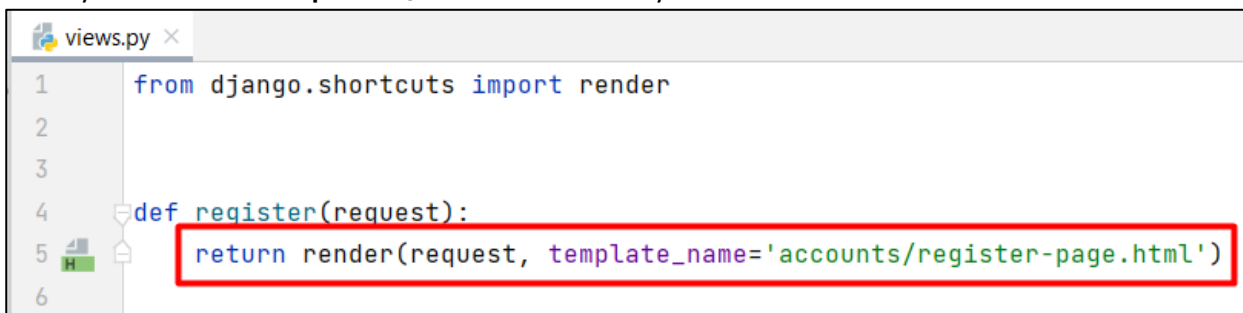 views.py
1 from django.shortcuts import render
2
3
4 def register(request):
5 H return render(request, template_name='accounts/register-page.html')
6